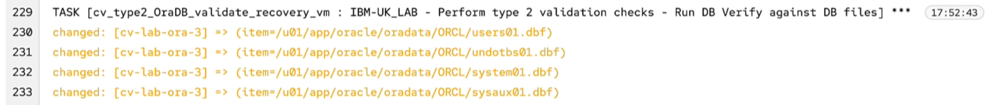 229 TASK [cv_type2_OraDB_validate_recovery_vm : IBM-UK_LAB - Perform type 2 validation checks - Run DB Verify against DB files] *** 17:52:43
230 changed: [cv-lab-ora-3] => (item=/u01/app/oracle/oradata/ORCL/users01.dbf)
231 changed: [cv-lab-ora-3] => (item=/u01/app/oracle/oradata/ORCL/undotbs01.dbf)
232 changed: [cv-lab-ora-3] => (item=/u01/app/oracle/oradata/ORCL/system01.dbf)
233 changed: [cv-lab-ora-3] => (item=/u01/app/oracle/oradata/ORCL/sysaux01.dbf)